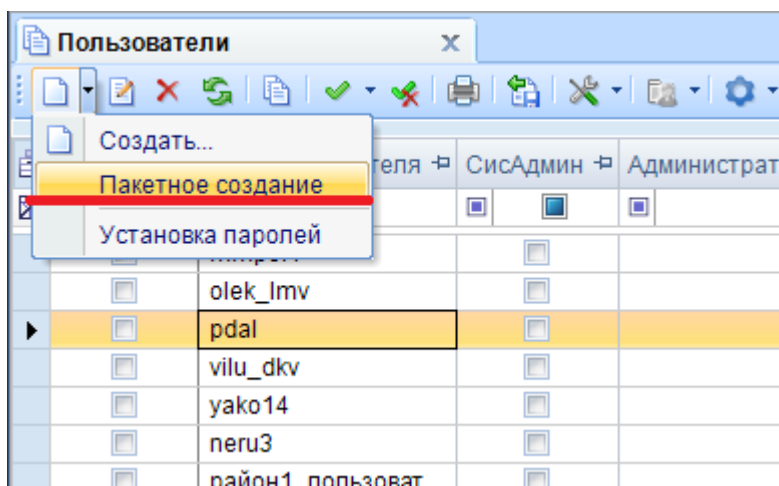 Пользователи
Создать...
Пакетное создание
Установка паролей
теля СисАдмин Администрат
olek_lmv
pdal
vilu_dkv
yako14
neru3
район1_пользоват